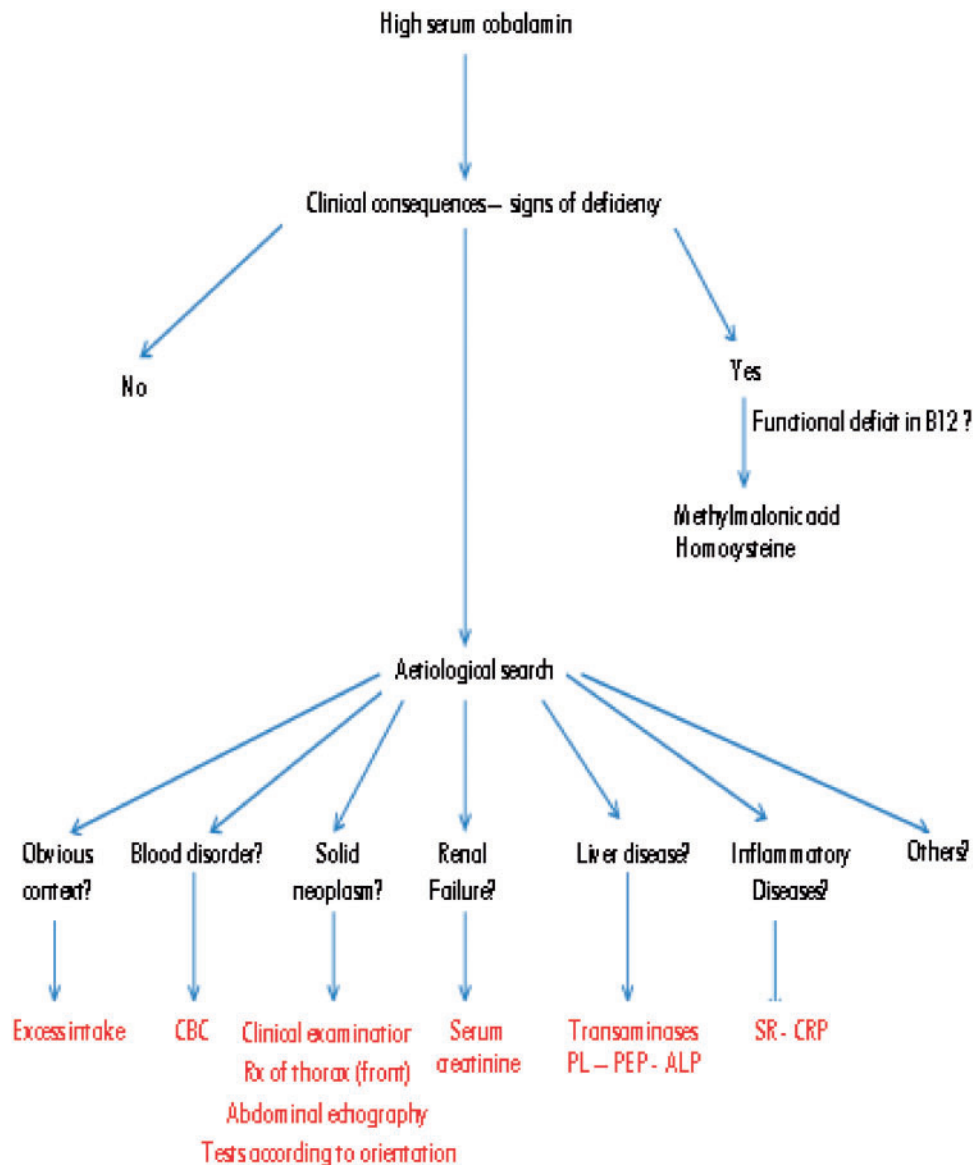 High serum cobalamin
Clinical consequences – signs of deficiency
No
Yes
Functional deficit in B12 ?
Methylmalonic acid
Homocysteine
Aetiological search
Obvious
context?
Blood disorder?
Solid
neoplasm?
Renal
Failure?
Liver disease?
Inflammatory
Diseases?
Others?
Excess intake
CBC
Clinical examination
Rx of thorax (front)
Abdominal echography
Tests according to orientation
Serum
creatinine
Transaminases
PL – PEP - ALP
SR - CRP